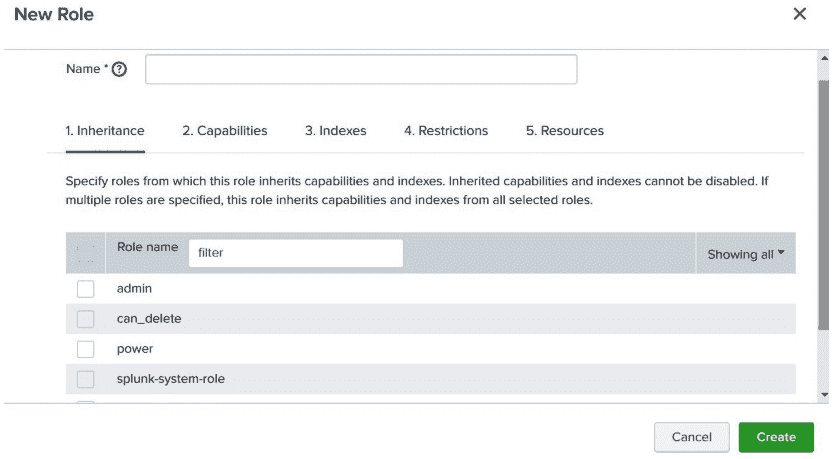 New Role
Name *
1. Inheritance 2. Capabilities 3. Indexes 4. Restrictions 5. Resources
Specify roles from which this role inherits capabilities and indexes. Inherited capabilities and indexes cannot be disabled. If
multiple roles are specified, this role inherits capabilities and indexes from all selected roles.
Role name filter Showing all
admin
can_delete
power
splunk-system-role
Cancel Create